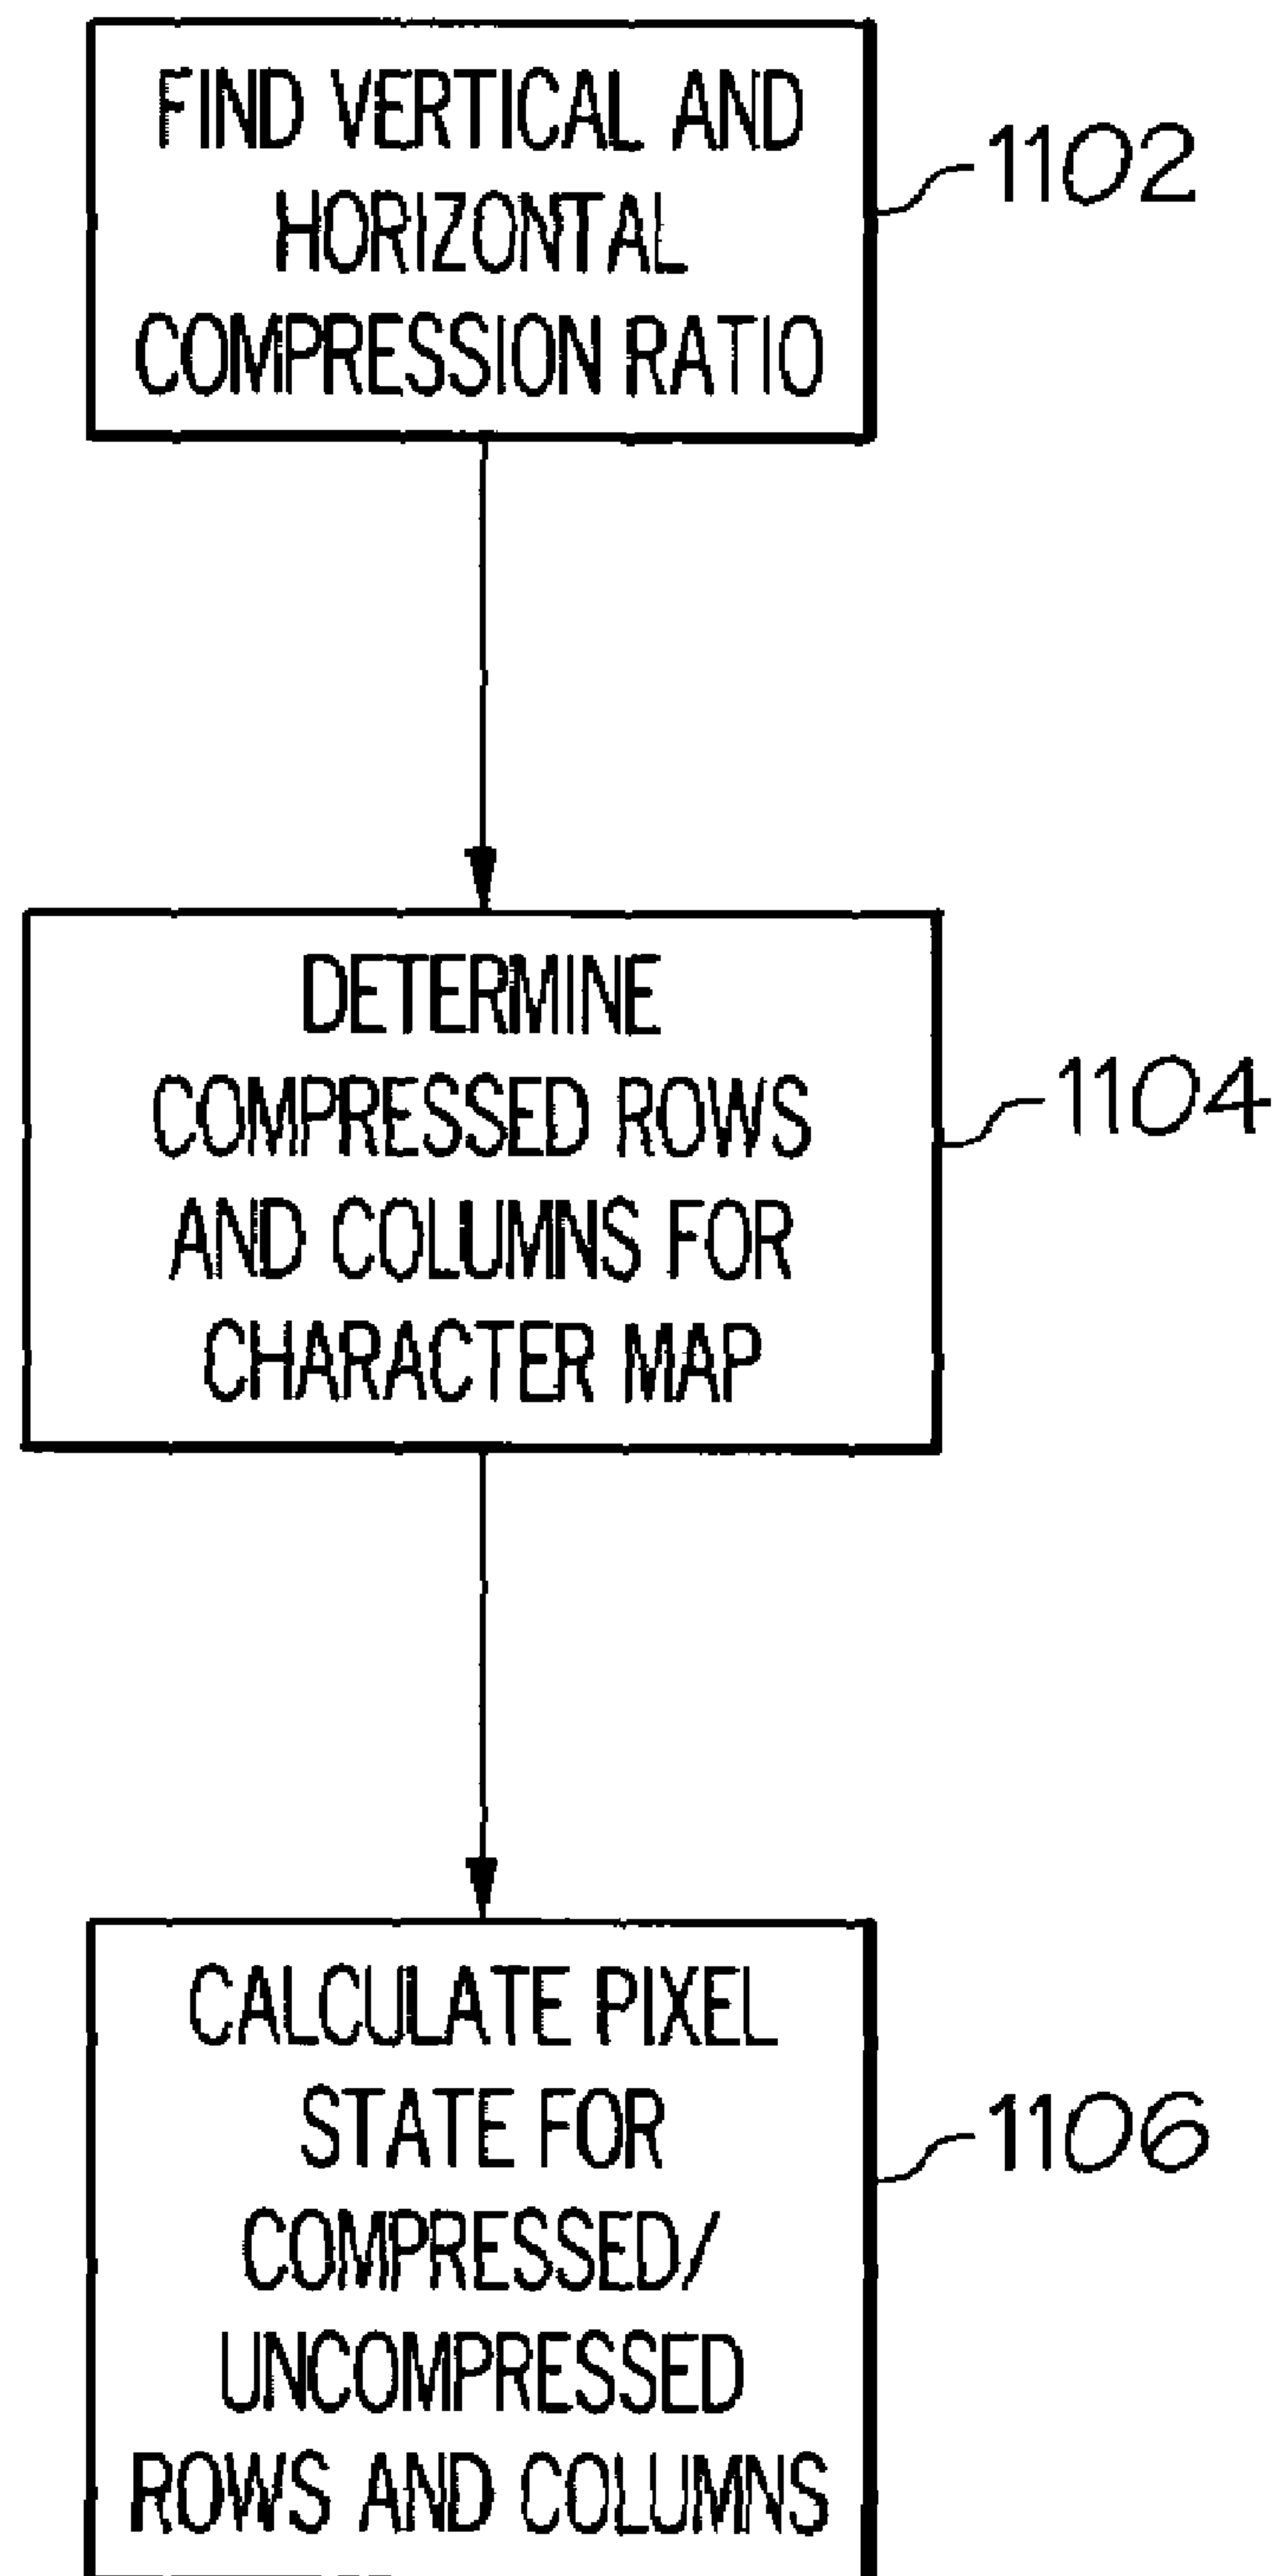 FIND VERTICAL AND
HORIZONTAL
COMPRESSION RATIO
1102
DETERMINE
COMPRESSED ROWS
AND COLUMNS FOR
CHARACTER MAP
1104
CALCULATE PIXEL
STATE FOR
COMPRESSED/
UNCOMPRESSED
ROWS AND COLUMNS
1106